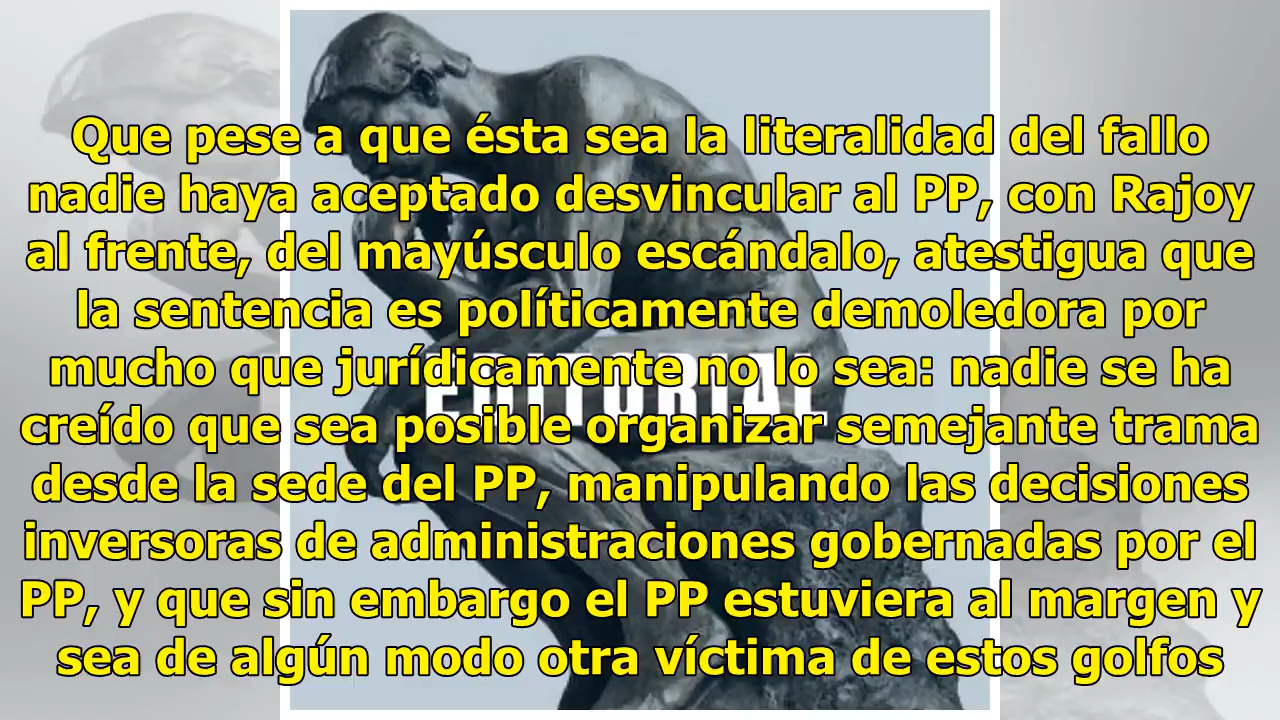 Que pese a que ésta sea la literalidad del fallo
nadie haya aceptado desvincular al PP, con Rajoy
al frente, del mayúsculo escándalo, atestigua que
la sentencia es políticamente demoledora por
mucho que jurídicamente no lo sea: nadie se ha
EDITORIAL
creído que sea posible organizar semejante trama
desde la sede del PP, manipulando las decisiones
inversoras de administraciones gobernadas por el
PP, y que sin embargo el PP estuviera al margen y
sea de algún modo otra víctima de estos golfos